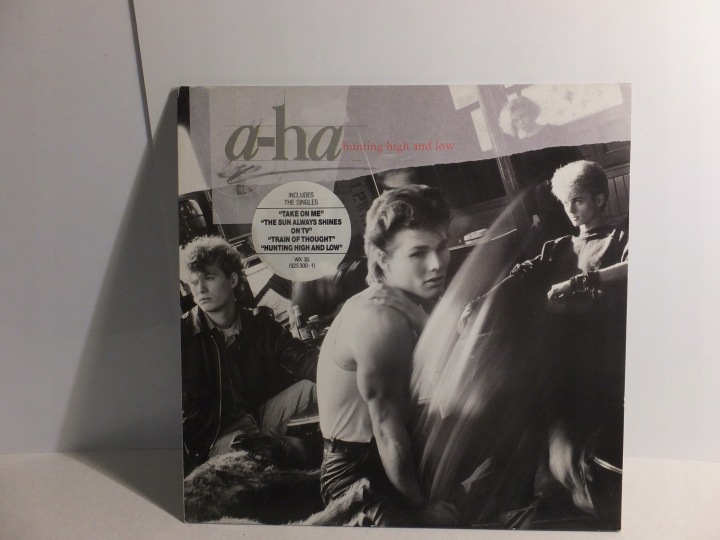 a-ha
hunting high and low
INCLUDES
THE SINGLES
"TAKE ON ME"
"THE SUN ALWAYS SHINES
ON TV"
"TRAIN OF THOUGHT"
"HUNTING HIGH AND LOW"
WX 30
(925 300 - 1)